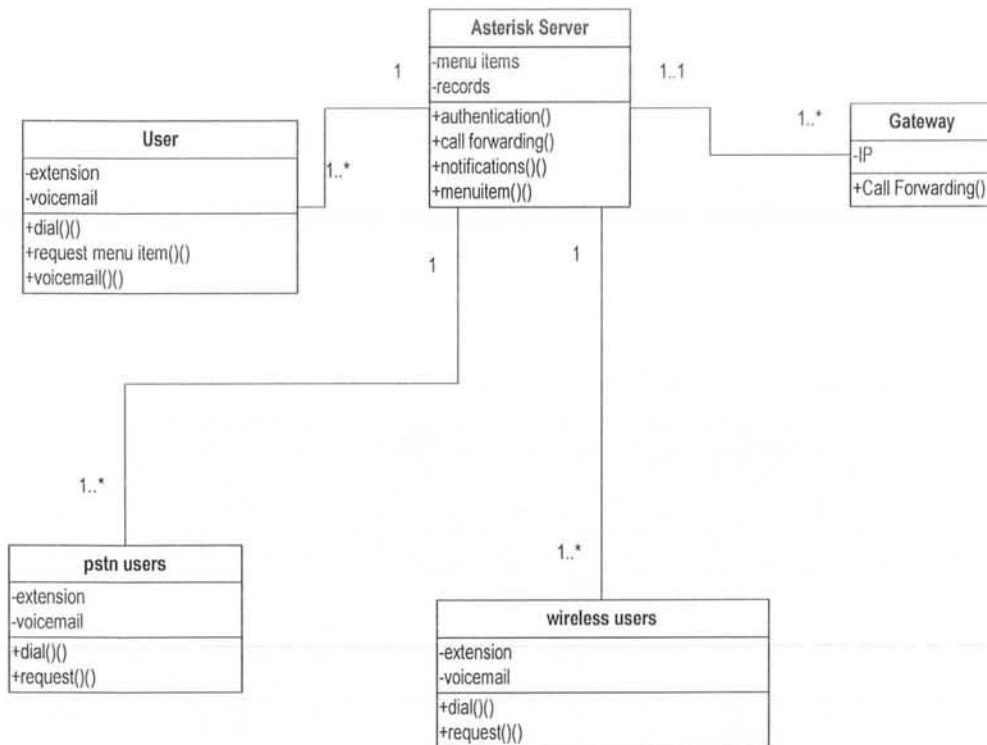 Asterisk Server
-menu items
-records
+authentication()
+call forwarding()
+notifications()()
+menuitem()()
1
1..1
1..*
Gateway
-IP
+Call Forwarding()
User
-extension
-voicemail
+dial()()
+request menu item()()
+voicemail()()
1..*
1
1
1..*
pstn users
-extension
-voicemail
+dial()()
+request()()
1..*
wireless users
-extension
-voicemail
+dial()()
+request()()